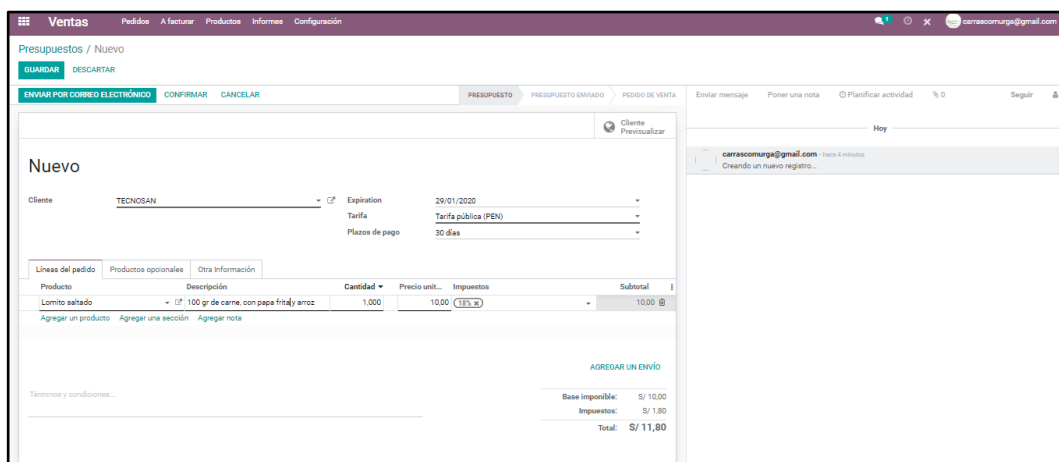 Ventas Pedidos A facturar Productos Informes Configuración 1 carrascomurga@gmail.com
Presupuestos / Nuevo
GUARDAR DESCARTAR
ENVIAR POR CORREO ELECTRÓNICO CONFIRMAR CANCELAR PRESUPUESTO PRESUPUESTO ENVIADO PEDIDO DE VENTA
Enviar mensaje Poner una nota Planificar actividad 0 Seguir
Cliente
Previsualizar
Hoy
carrascomurga@gmail.com - hace 4 minutos
Creando un nuevo registro...
Nuevo
Cliente TECNOSAN Expiration 29/01/2020
Tarifa Tarifa pública (PEN)
Plazos de pago 30 días
Líneas del pedido Productos opcionales Otra Información
Producto Descripción Cantidad Precio unit... Impuestos Subtotal
Lomito saltado 100 gr de carne, con papa frita y arroz 1,000 10,00 18% x 10,00
Agregar un producto Agregar una sección Agregar nota
AGREGAR UN ENVÍO
Términos y condiciones...
Base imponible: S/ 10,00
Impuestos: S/ 1,80
Total: S/ 11,80